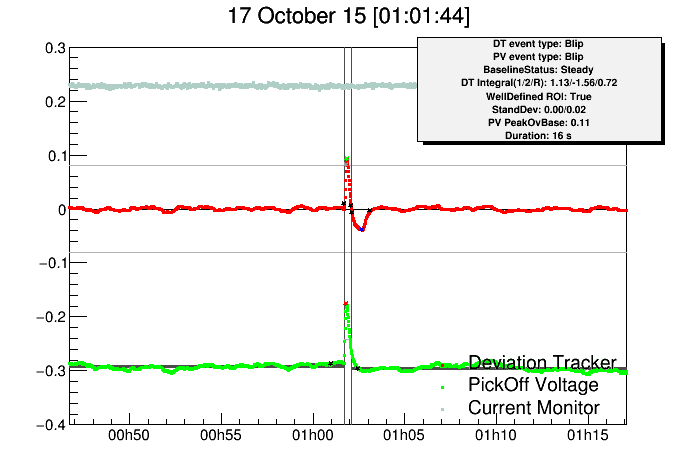 17 October 15 [01:01:44]
DT event type: Blip
PV event type: Blip
BaselineStatus: Steady
DT Integral(1/2/R): 1.13/-1.56/0.72
WellDefined ROI: True
StandDev: 0.00/0.02
PV PeakOvBase: 0.11
Duration: 16 s
0.3
0.2
0.1
0
−0.1
−0.2
−0.3
−0.4
Deviation Tracker
PickOff Voltage
Current Monitor
00h50 00h55 01h00 01h05 01h10 01h15